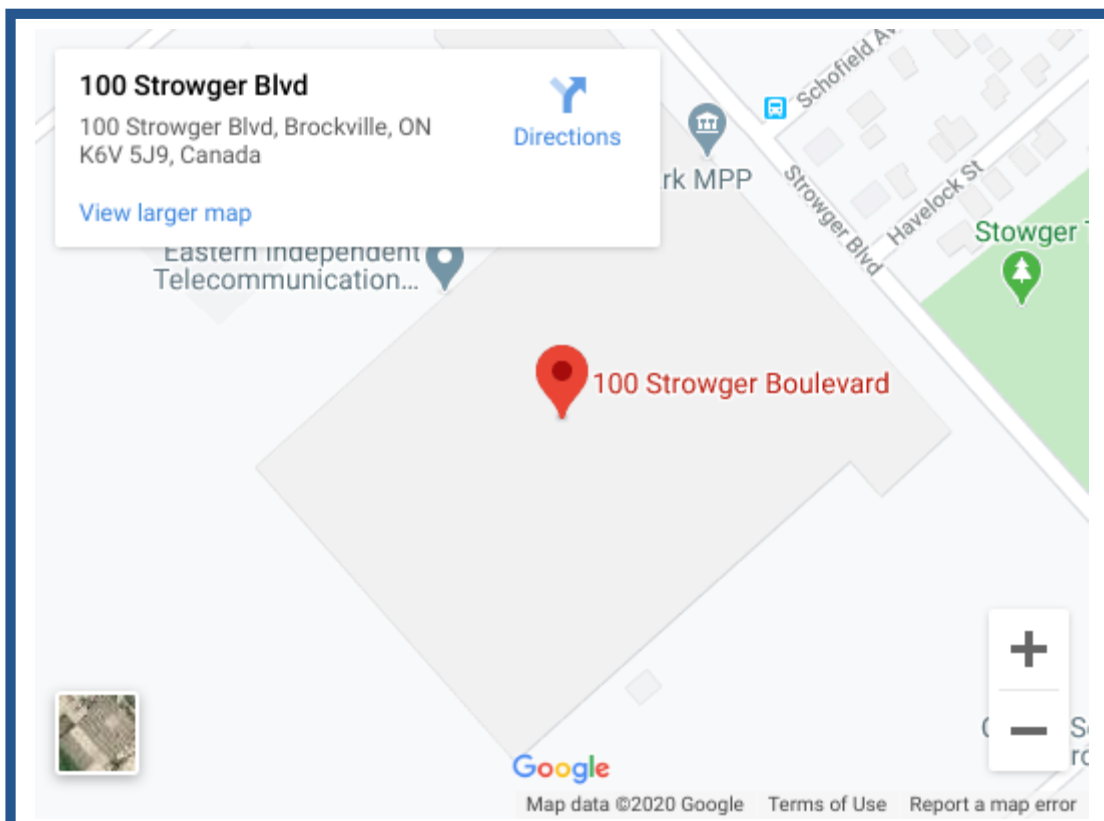 100 Strowger Blvd
100 Strowger Blvd, Brockville, ON
K6V 5J9, Canada
Directions
View larger map
Schofield
rk MPP
Strowger Blvd
Havelock St
Stowger
Eastern Independent
Telecommunication...
100 Strowger Boulevard
+
−
Google
Map data ©2020 Google Terms of Use Report a map error